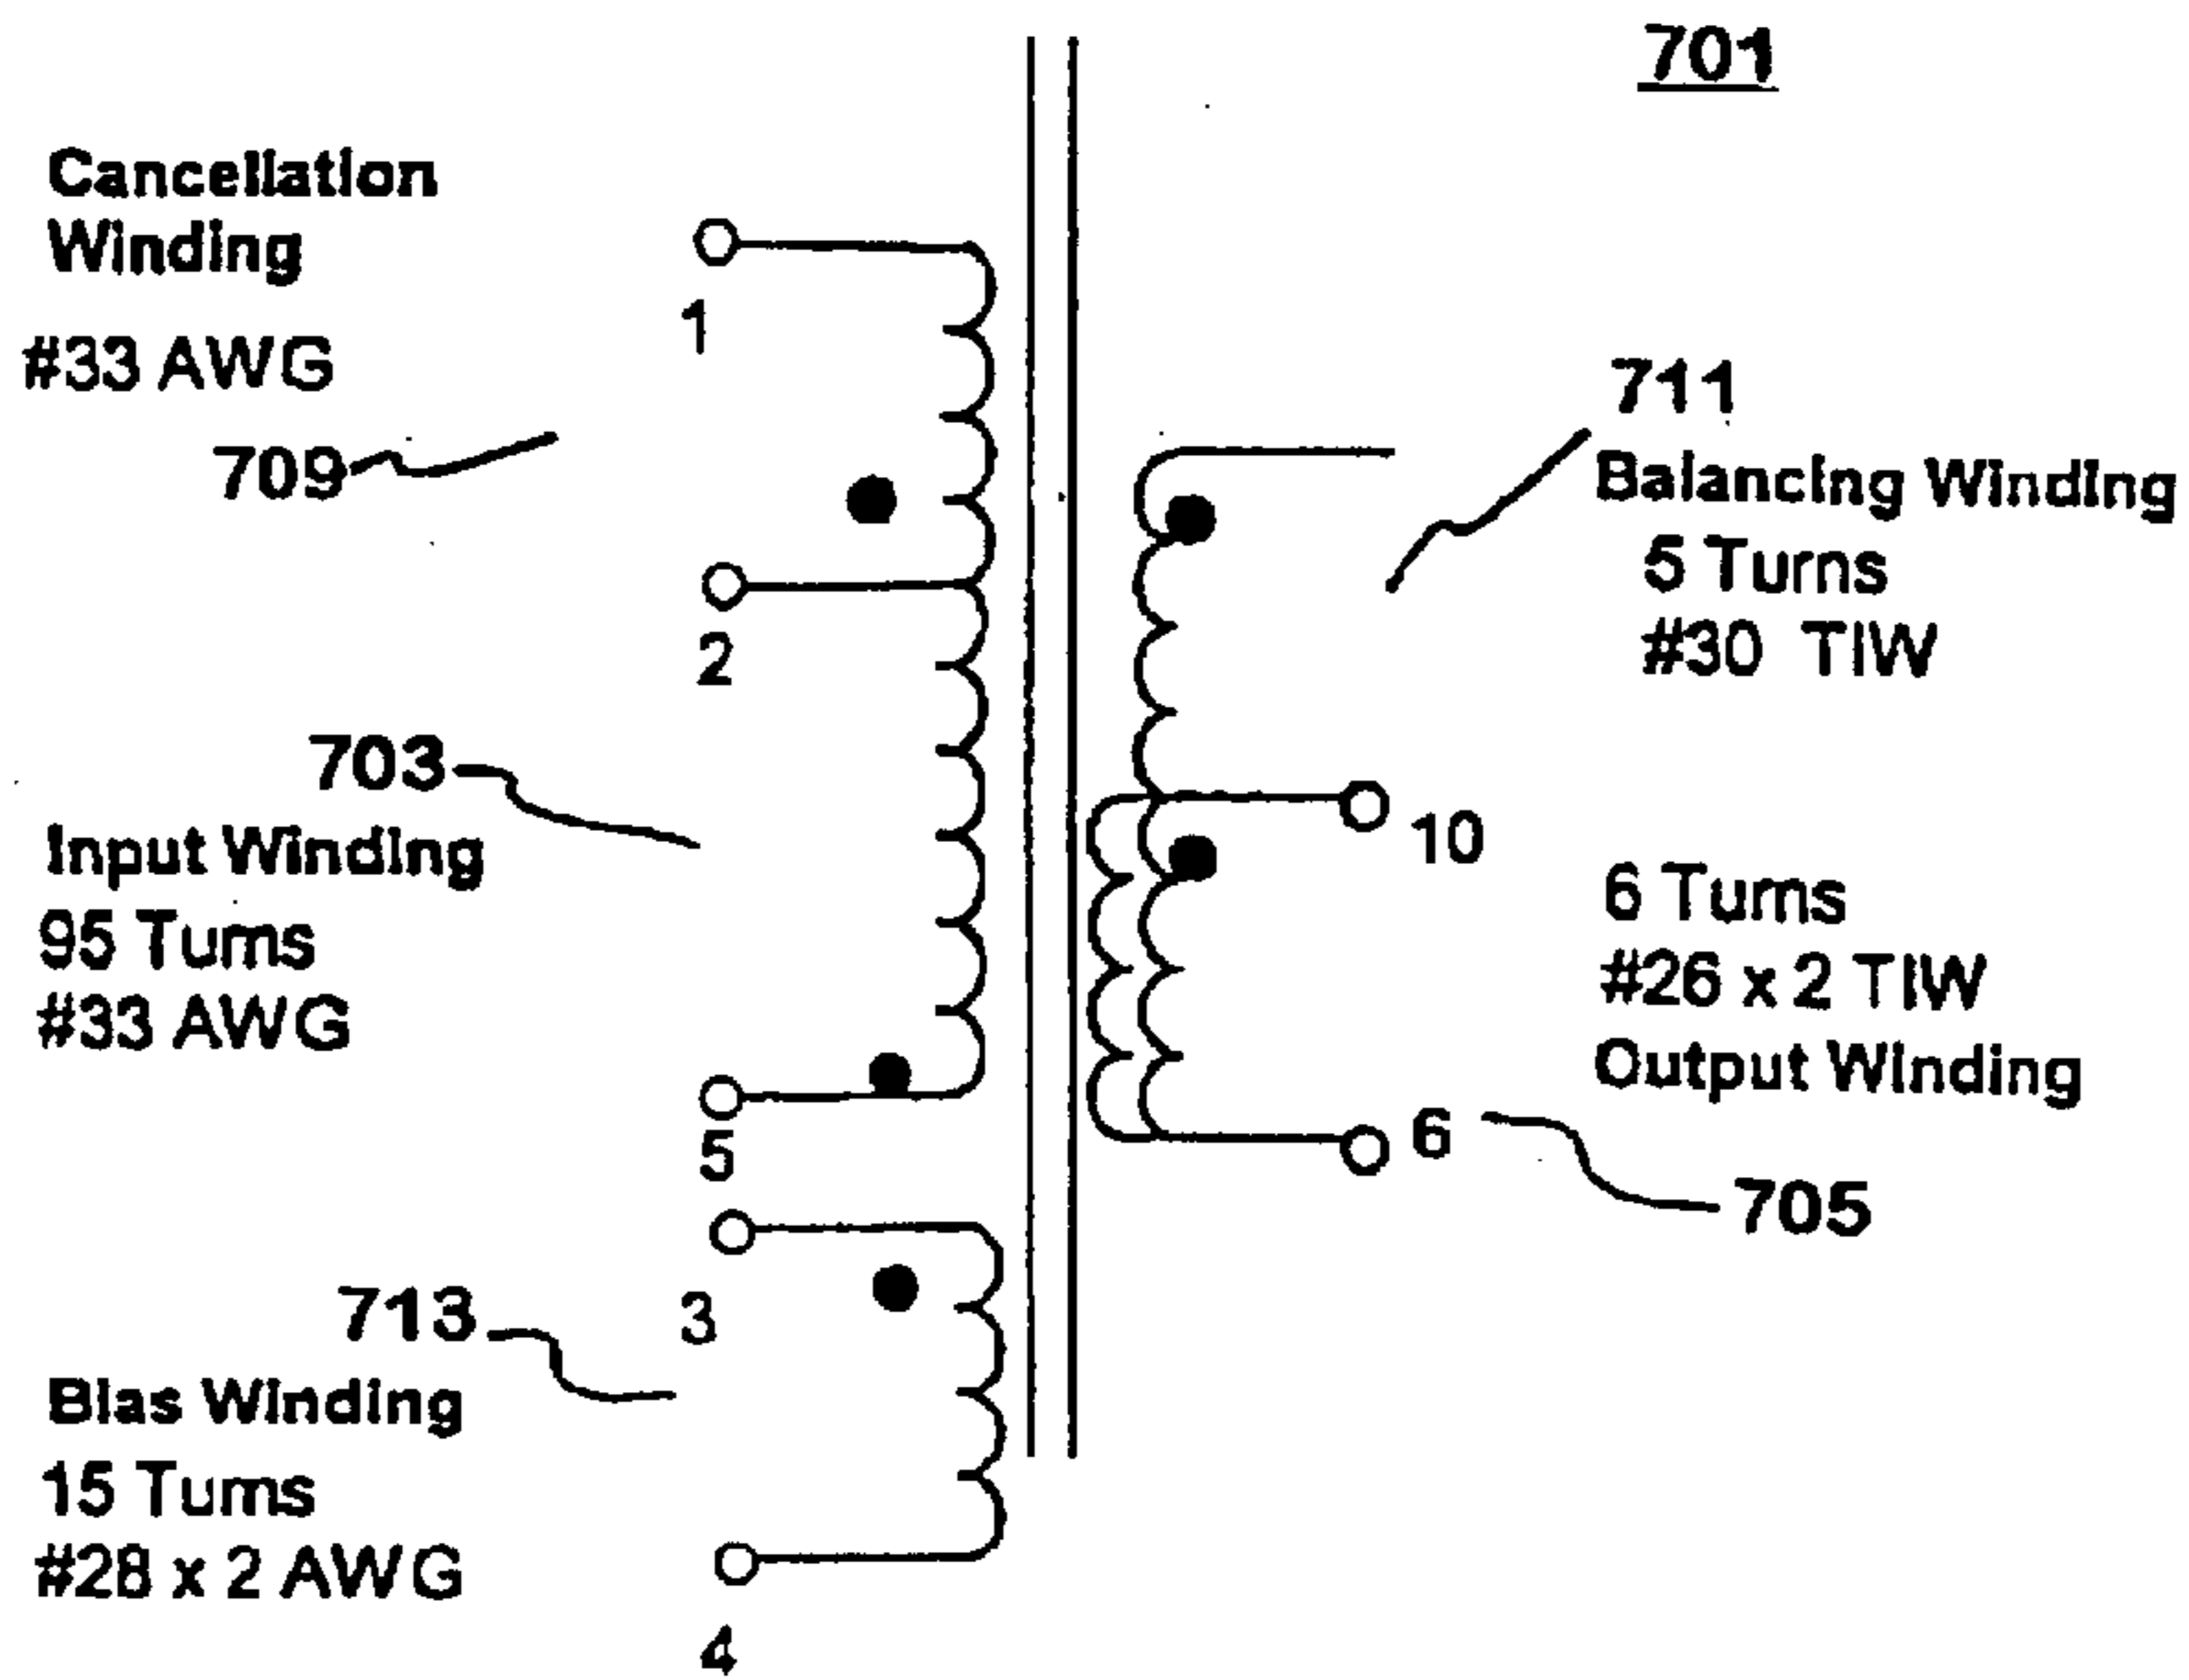 701
Cancellation
Winding
#33 AWG
709
1
2
703
Input Winding
95 Turns
#33 AWG
5
3
713
Bias Winding
15 Turns
#28 x 2 AWG
4
711
Balancing Winding
5 Turns
#30 TIW
10
6 Turns
#26 x 2 TIW
Output Winding
6
705